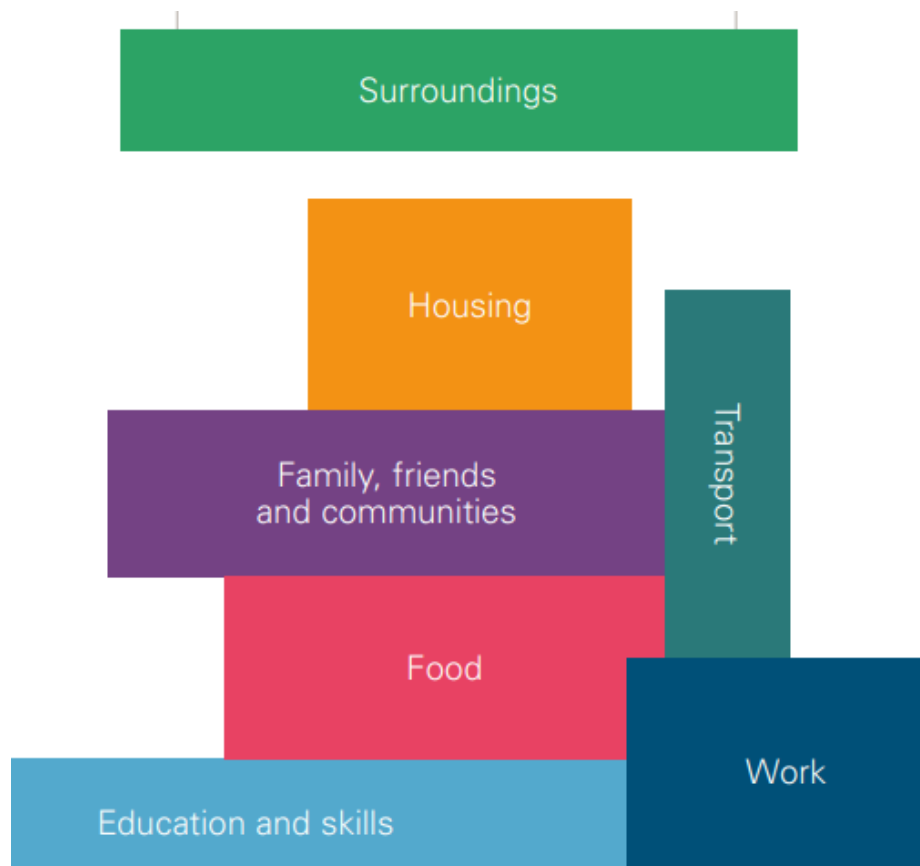 Surroundings
Housing
Transport
Family, friends
and communities
Food
Work
Education and skills